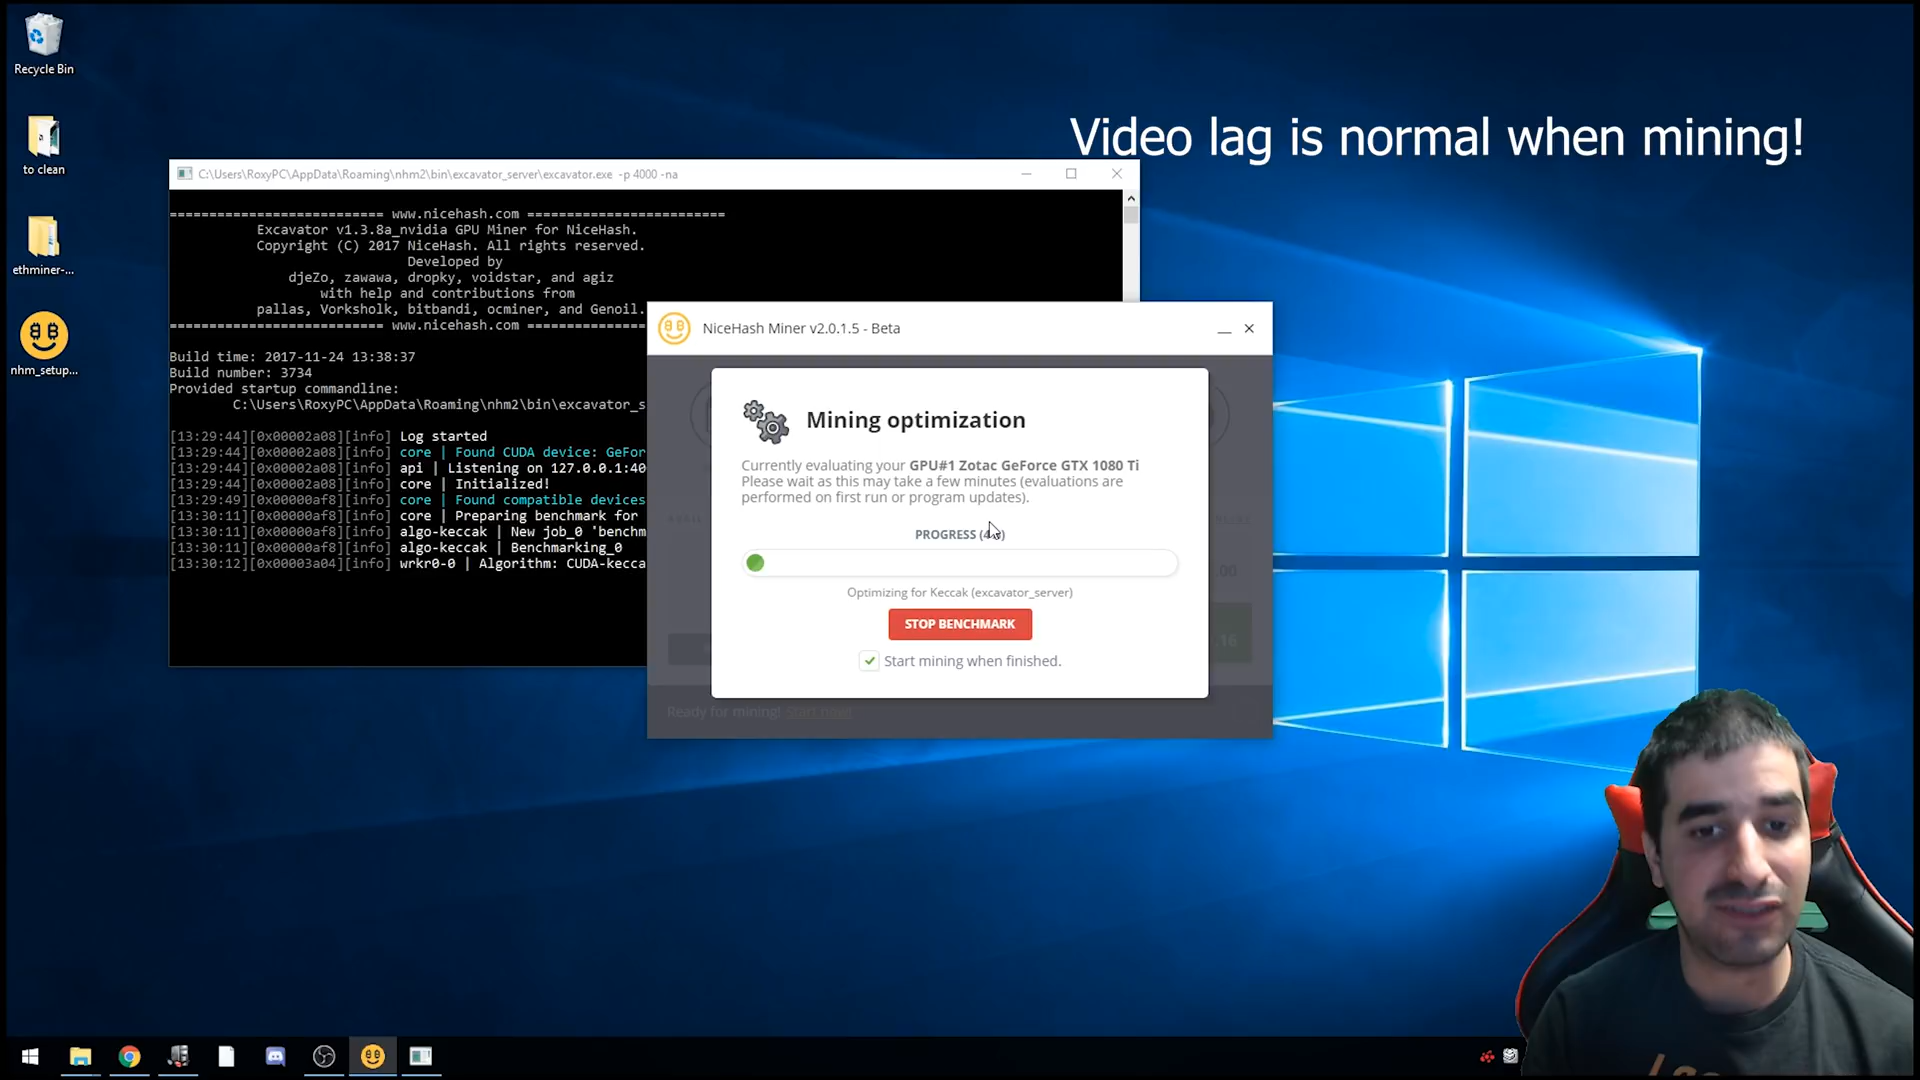 Recycle Bin
to clean
ethminer-...
nhm_setup...
Video lag is normal when mining!
C:\Users\RoxyPC\AppData\Roaming\nhm2\bin\excavator_server\excavator.exe -p 4000 -na
=========================== www.nicehash.com =========================
Excavator v1.3.8a_nvidia GPU Miner for NiceHash.
Copyright (C) 2017 NiceHash. All rights reserved.
Developed by
djeZo, zawawa, dropky, voidstar, and agiz
with help and contributions from
pallas, Vorksholk, bitbandi, ocminer, and Genoil.
=========================== www.nicehash.com ===============
Build time: 2017-11-24 13:38:37
Build number: 3734
Provided startup commandline:
C:\Users\RoxyPC\AppData\Roaming\nhm2\bin\excavator_s
[13:29:44][0x00002a08][info] Log started
[13:29:44][0x00002a08][info] core | Found CUDA device: GeFor
[13:29:44][0x00002a08][info] api | Listening on 127.0.0.1:40
[13:29:44][0x00002a08][info] core | Initialized!
[13:29:49][0x00000af8][info] core | Found compatible devices
[13:30:11][0x00000af8][info] core | Preparing benchmark for
[13:30:11][0x00000af8][info] algo-keccak | New job_0 'benchm
[13:30:11][0x00000af8][info] algo-keccak | Benchmarking_0
[13:30:12][0x00003a04][info] wrkr0-0 | Algorithm: CUDA-kecca
NiceHash Miner v2.0.1.5 - Beta
Mining optimization
Currently evaluating your GPU#1 Zotac GeForce GTX 1080 Ti
Please wait as this may take a few minutes (evaluations are
performed on first run or program updates).
PROGRESS
Optimizing for Keccak (excavator_server)
STOP BENCHMARK
Start mining when finished.
.00
.16
Ready for mining! Start now!